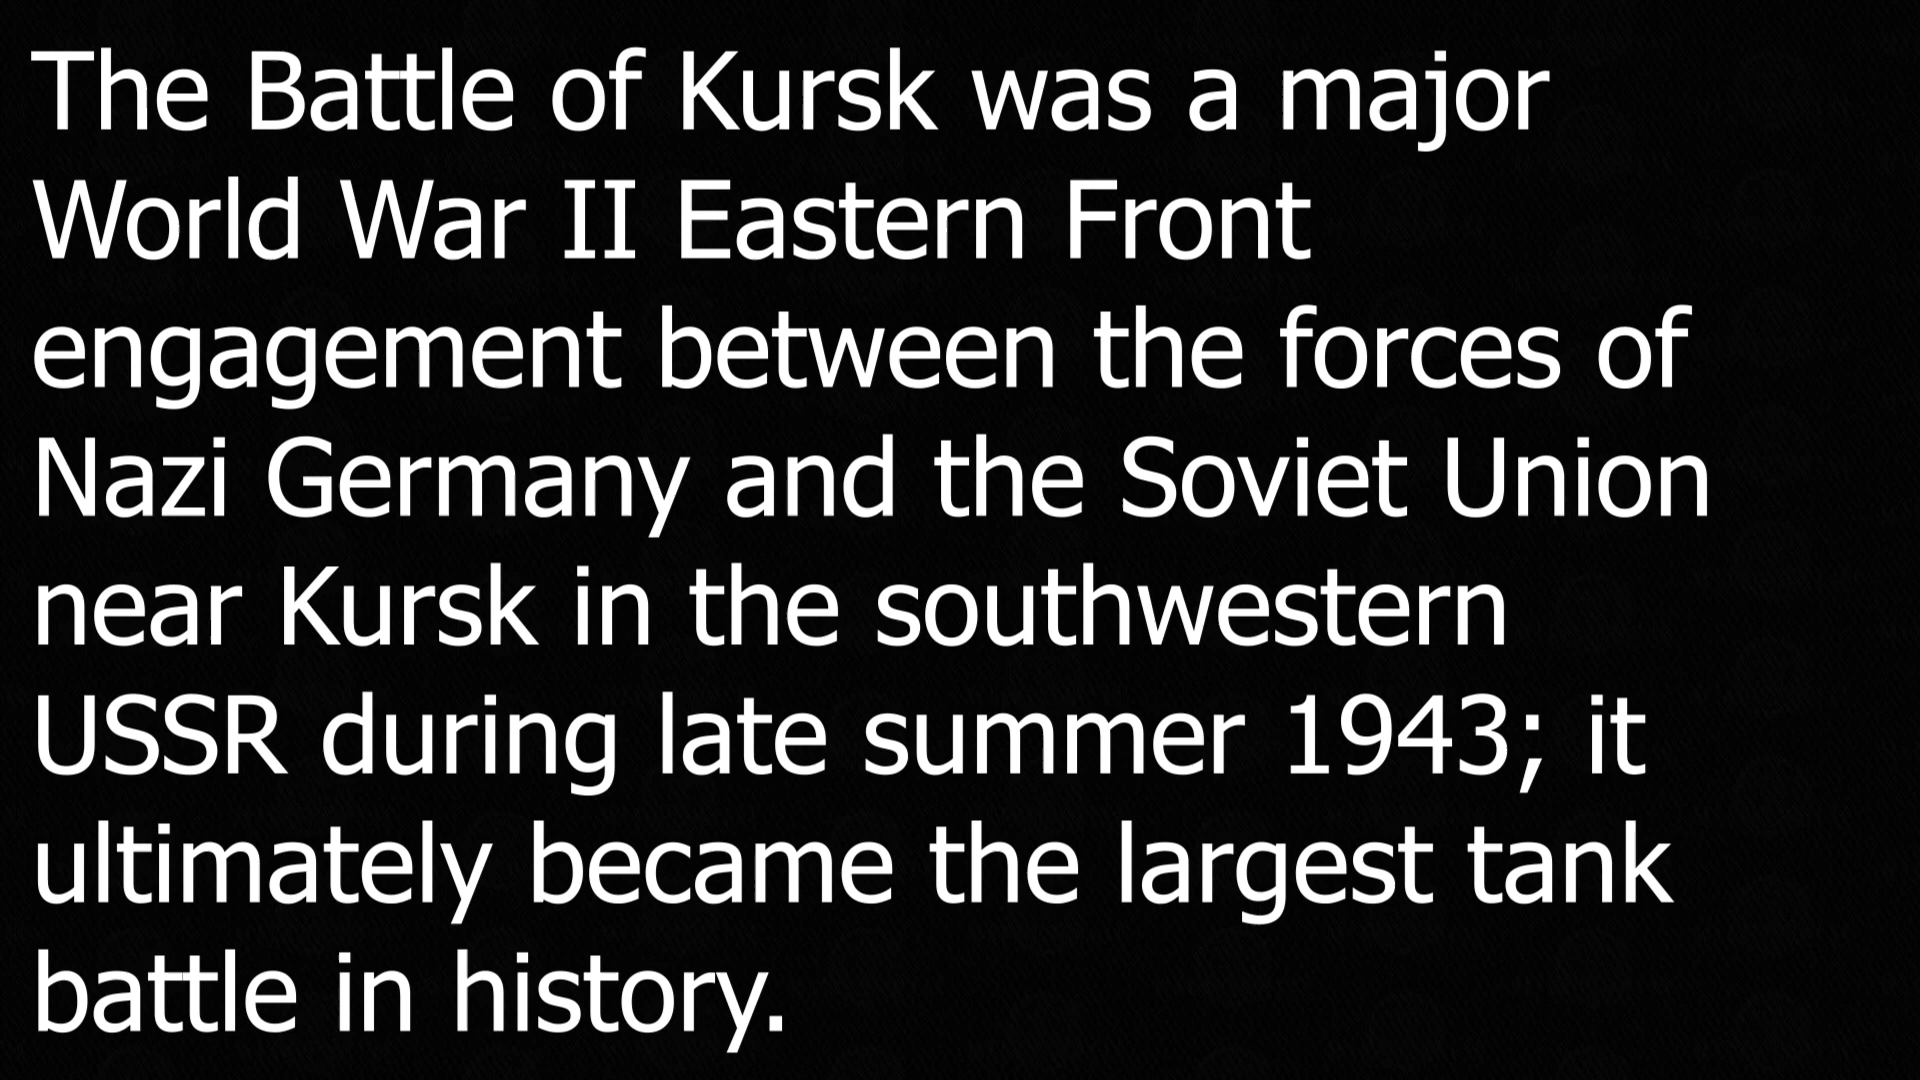 The Battle of Kursk was a major
World War II Eastern Front
engagement between the forces of
Nazi Germany and the Soviet Union
near Kursk in the southwestern
USSR during late summer 1943; it
ultimately became the largest tank
battle in history.